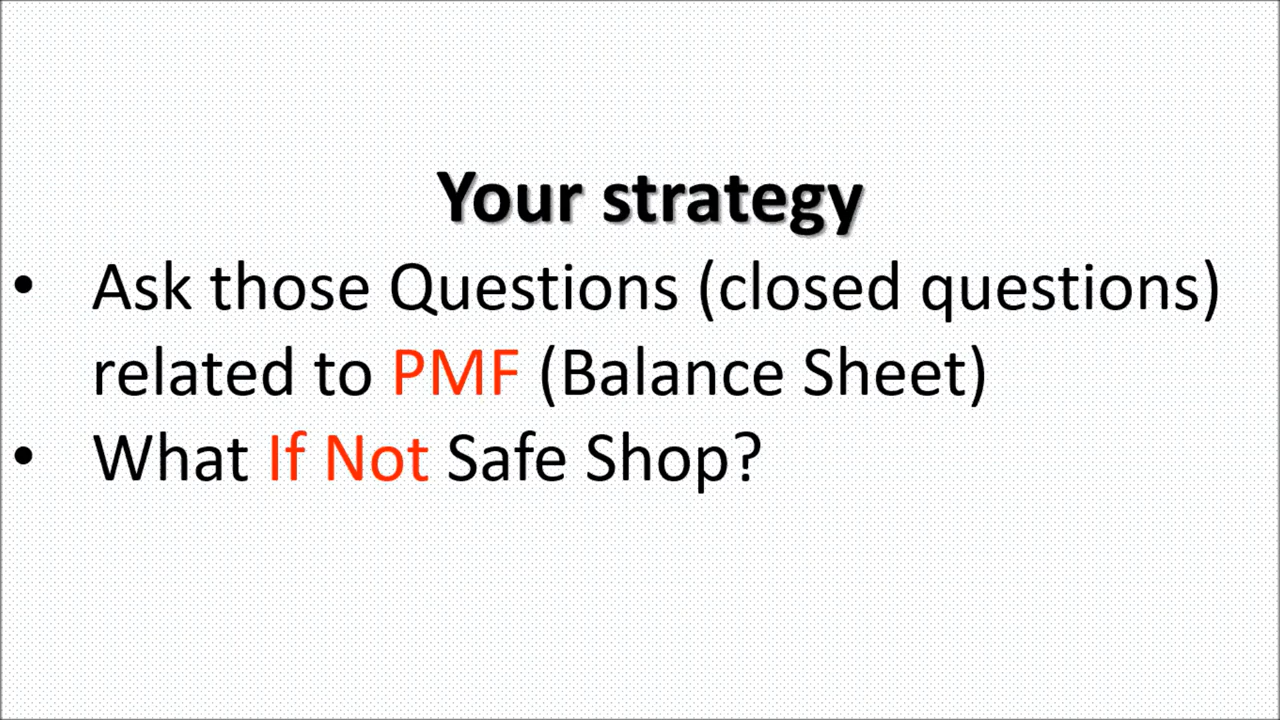 Your strategy
• Ask those Questions (closed questions)
related to PMF (Balance Sheet)
• What If Not Safe Shop?